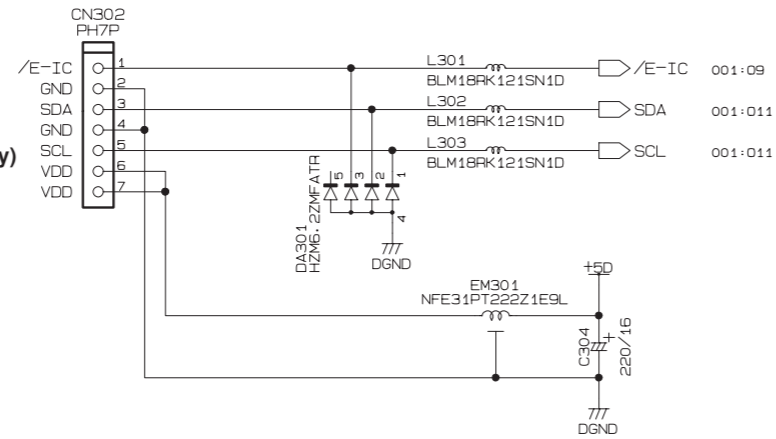 CN302
PH7P
/E-IC 1
GND 2
SDA 3
GND 4
SCL 5
VDD 6
VDD 7
y)
L301
BLM18RK121SN1D
/E-IC 001:09
L302
BLM18RK121SN1D
SDA 001:011
L303
BLM18RK121SN1D
SCL 001:011
5 3 2 1
4
DA301
HZM6.2ZMFATR
DGND
EM301
NFE31PT222Z1E9L
+5D
C304
+
220/16
DGND